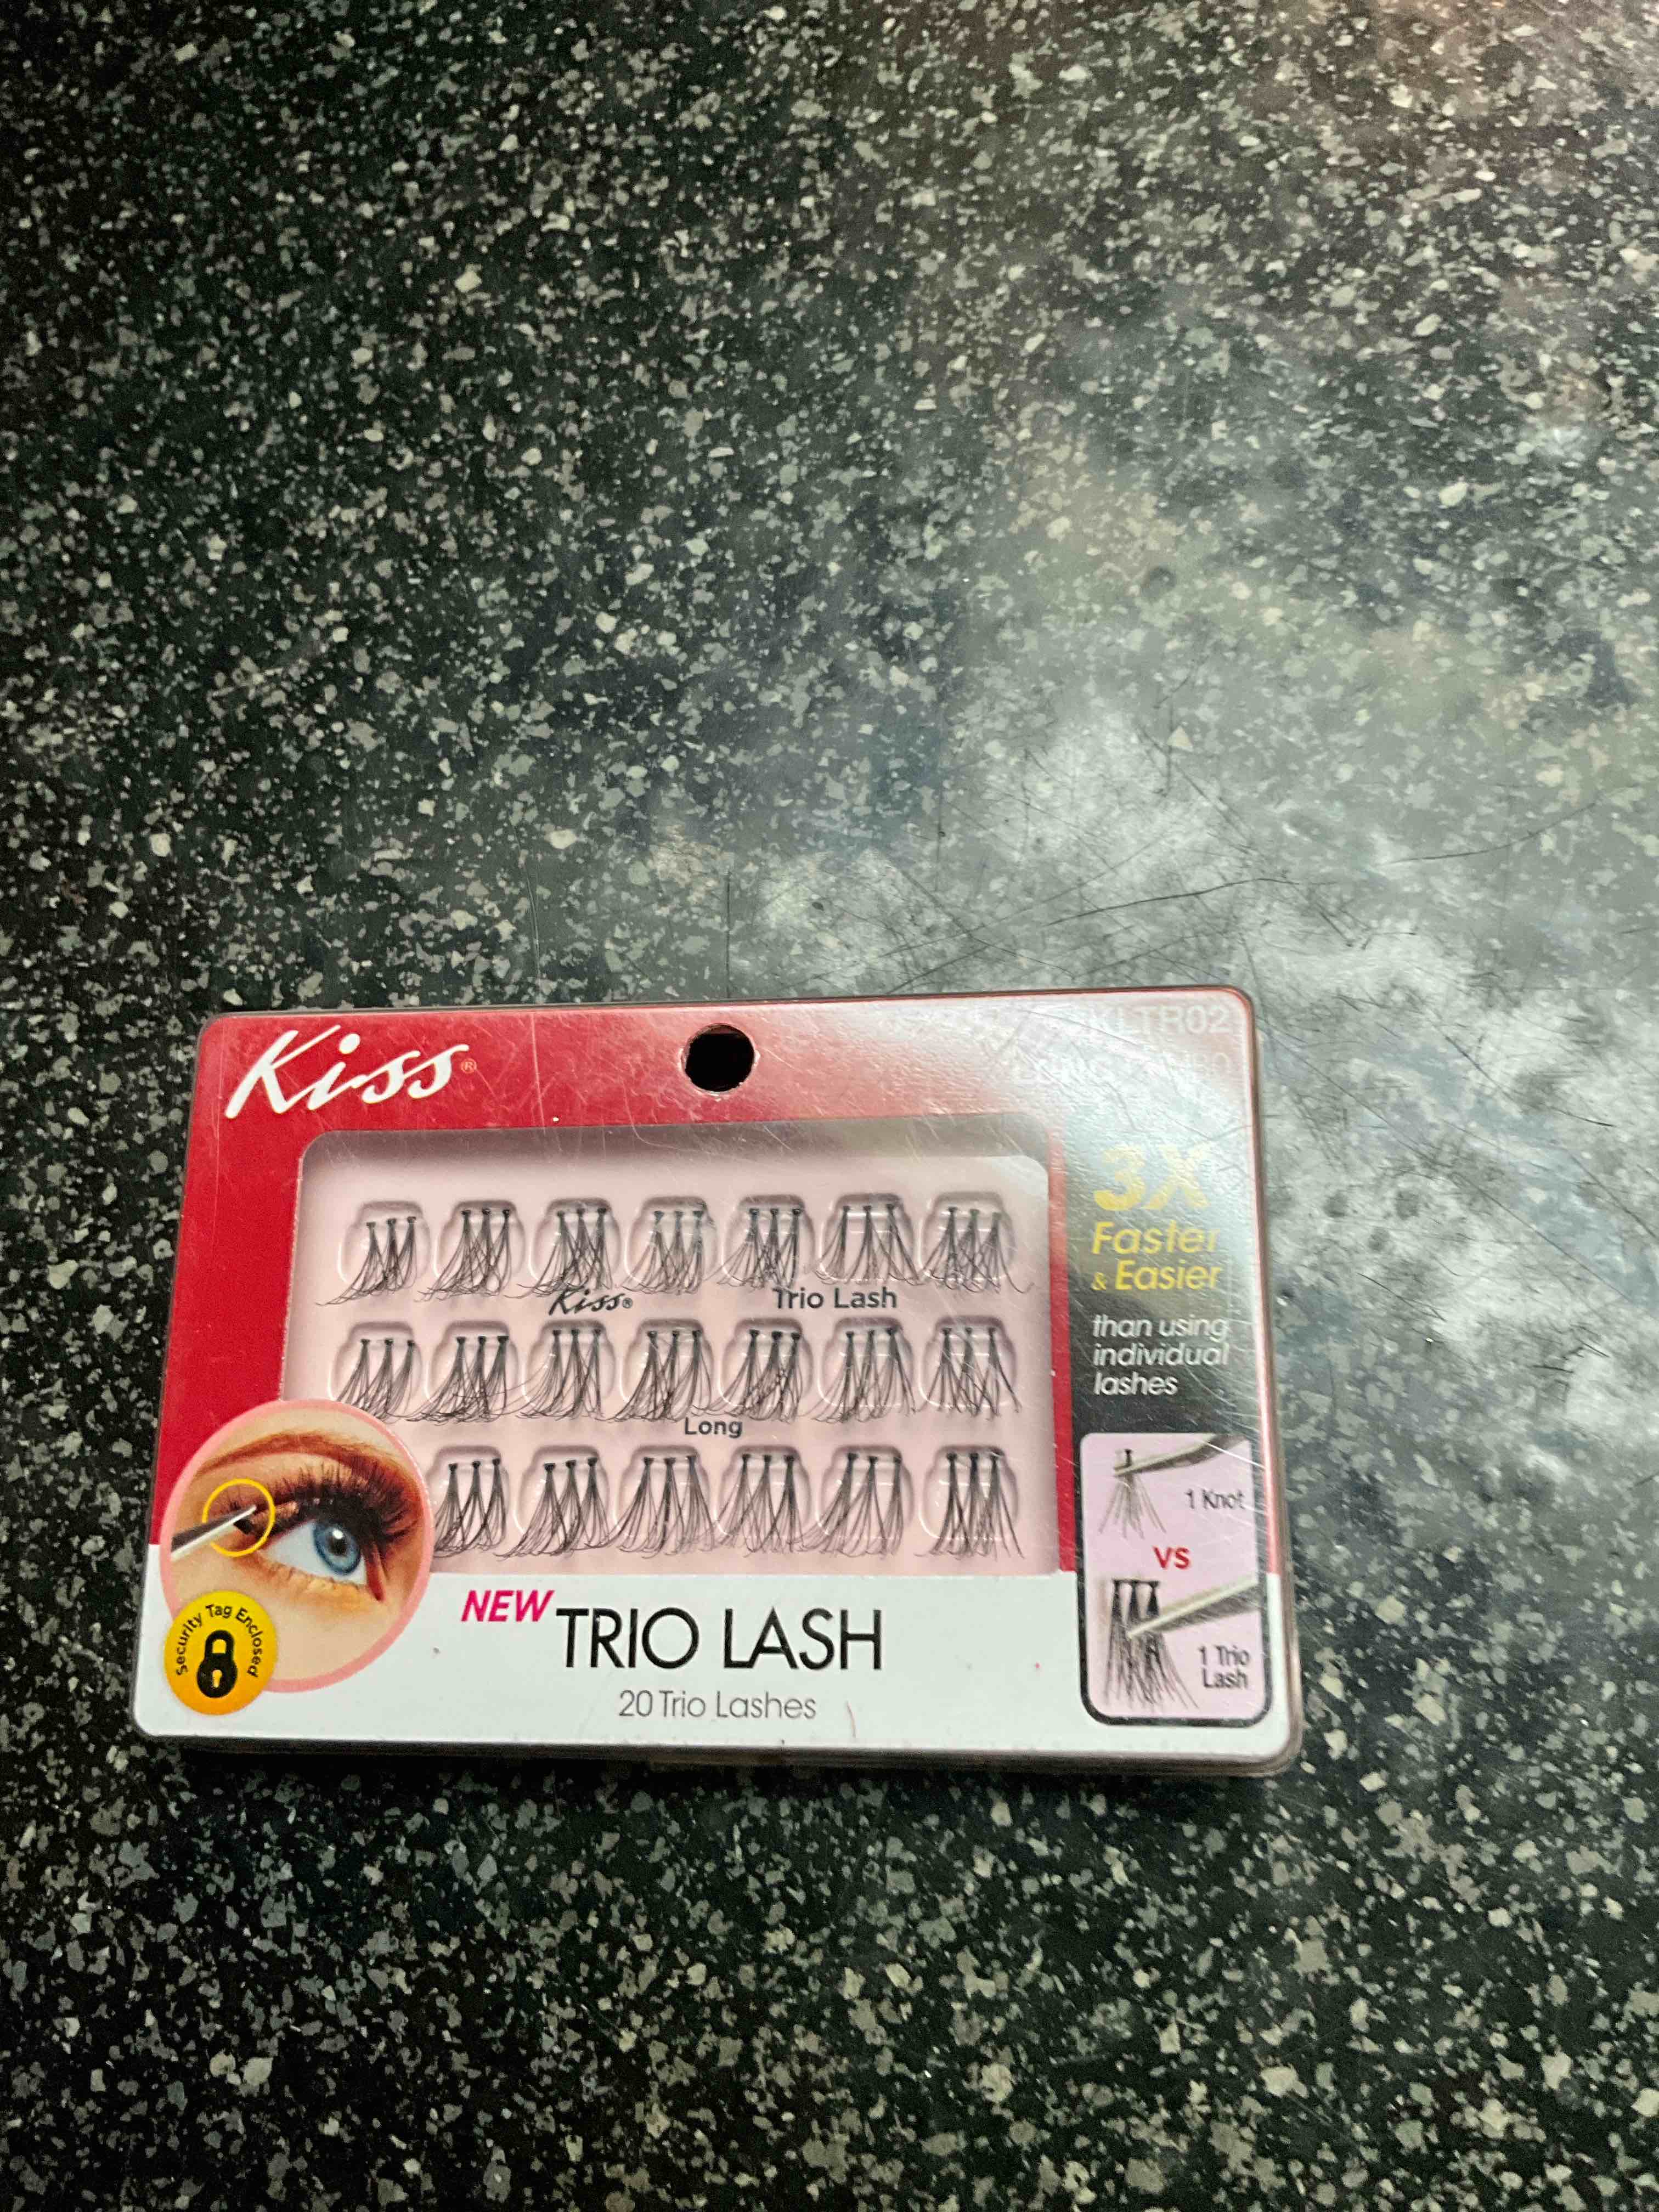 Kiss®
KLTR02
3X
Faster
& Easier
than using
individual
lashes
Kiss®
Trio Lash
Long
1 Knot
VS
1 Trio
Lash
Security Tag Enclosed
NEW TRIO LASH
20 Trio Lashes